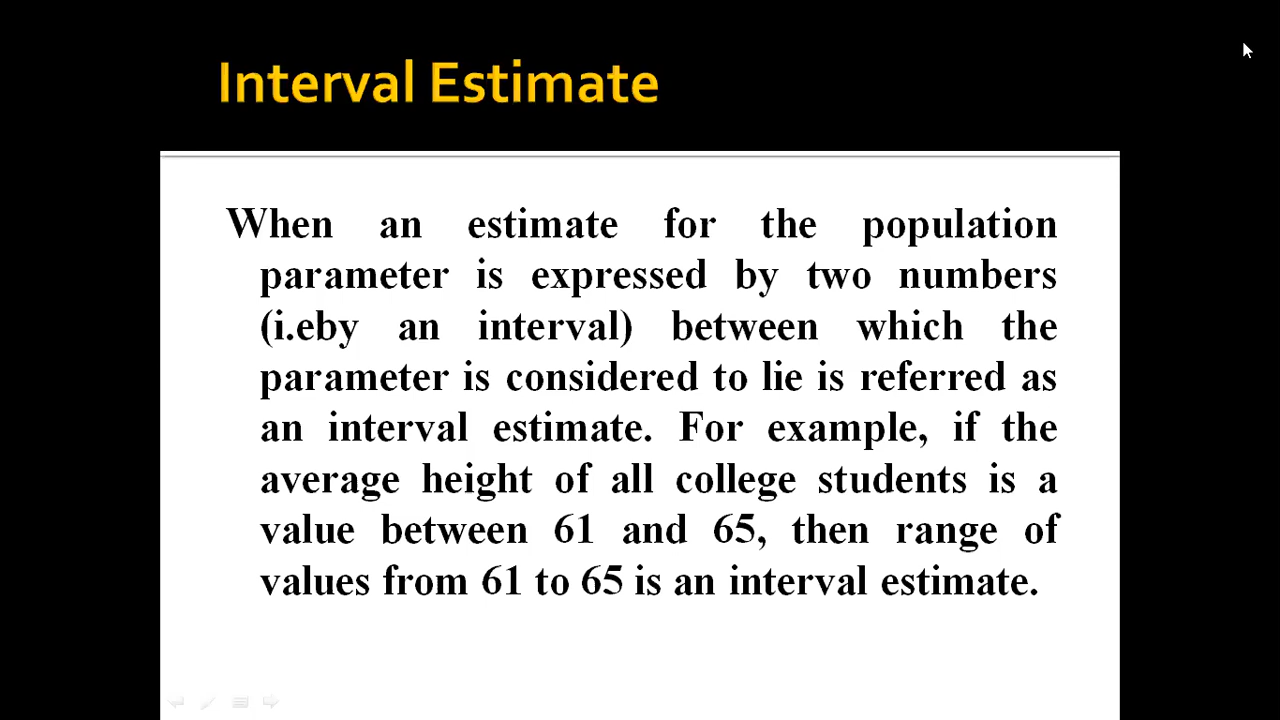 Interval Estimate
When an estimate for the population
parameter is expressed by two numbers
(i.eby an interval) between which the
parameter is considered to lie is referred as
an interval estimate. For example, if the
average height of all college students is a
value between 61 and 65, then range of
values from 61 to 65 is an interval estimate.